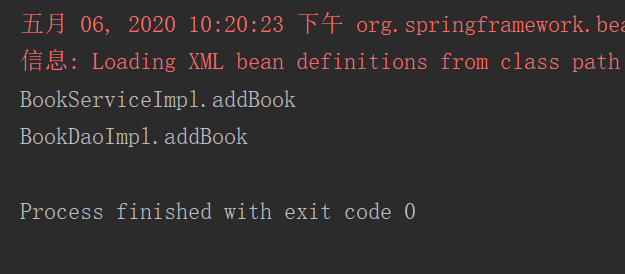 五月 06, 2020 10:20:23 下午 org.springframework.bea
信息: Loading XML bean definitions from class path
BookServiceImpl.addBook
BookDaoImpl.addBook
Process finished with exit code 0